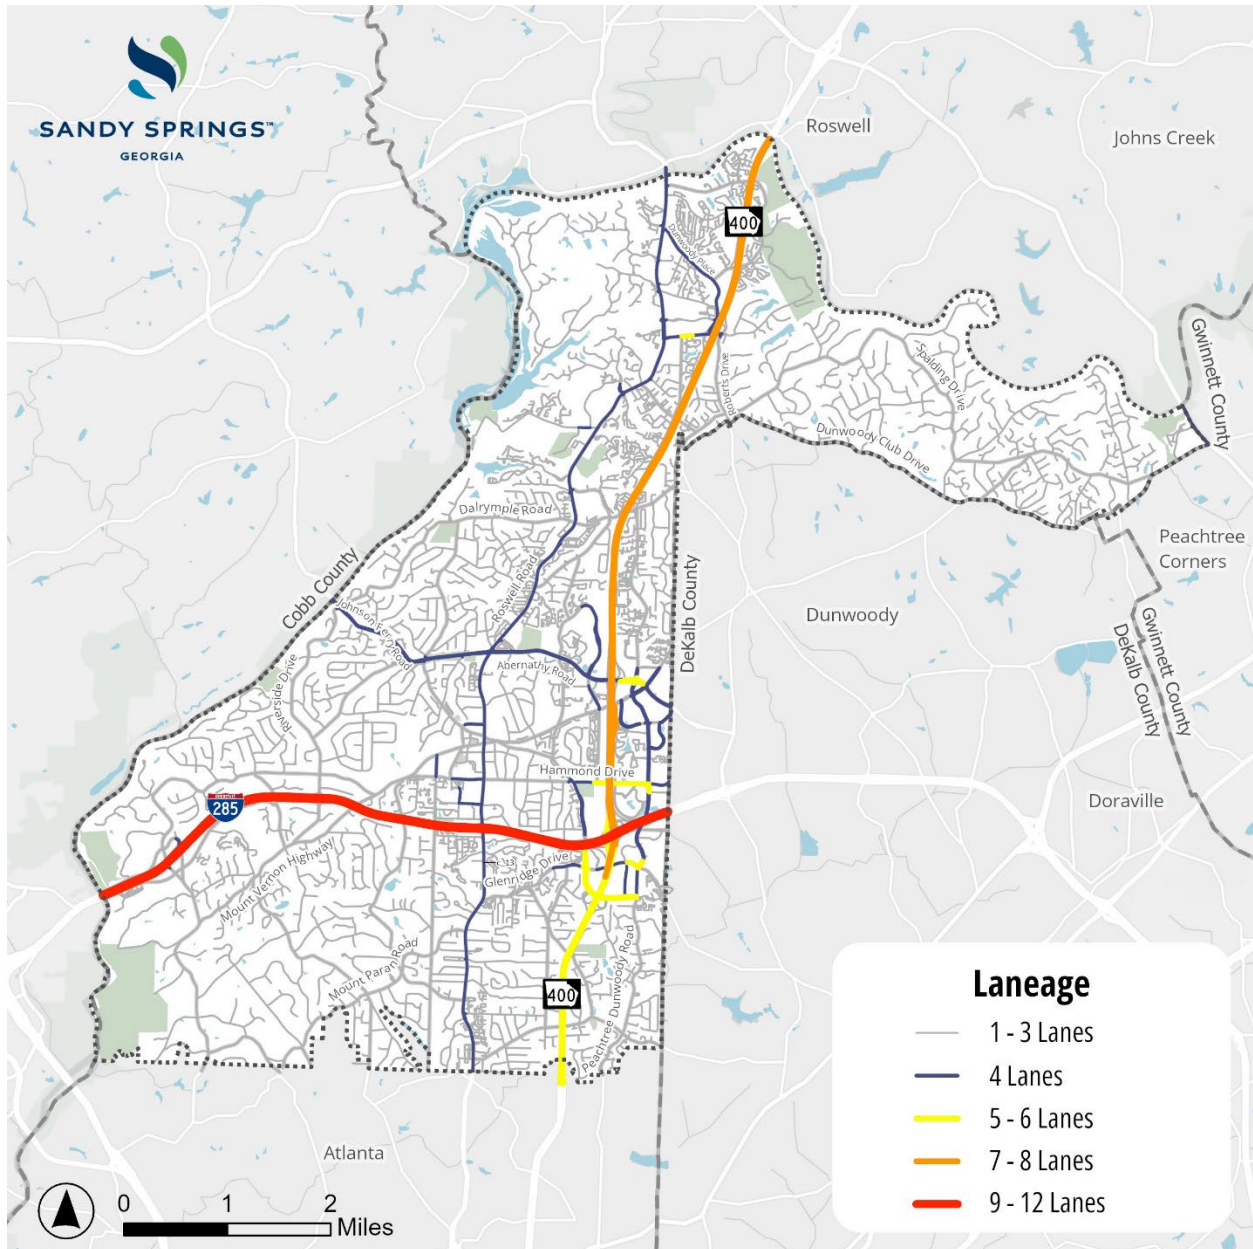 SANDY SPRINGS™
GEORGIA
Roswell
Johns Creek
400
Dunwoody Place
Gwinnett County
Spalding Drive
Roberts Drive
Dunwoody Club Drive
Dalrymple Road
Peachtree
Corners
Cobb County
Roswell Road
Johnson Ferry Road
DeKalb County
Dunwoody
Gwinnett County
DeKalb County
Abernathy Road
Riverside Drive
Hammond Drive
285
Doraville
Glenridge Drive
Mount Vernon Highway
Mount Paran Road
Peachtree Dunwoody Road
400
Atlanta
Laneage
1 - 3 Lanes
4 Lanes
5 - 6 Lanes
7 - 8 Lanes
9 - 12 Lanes
0 1 2
Miles